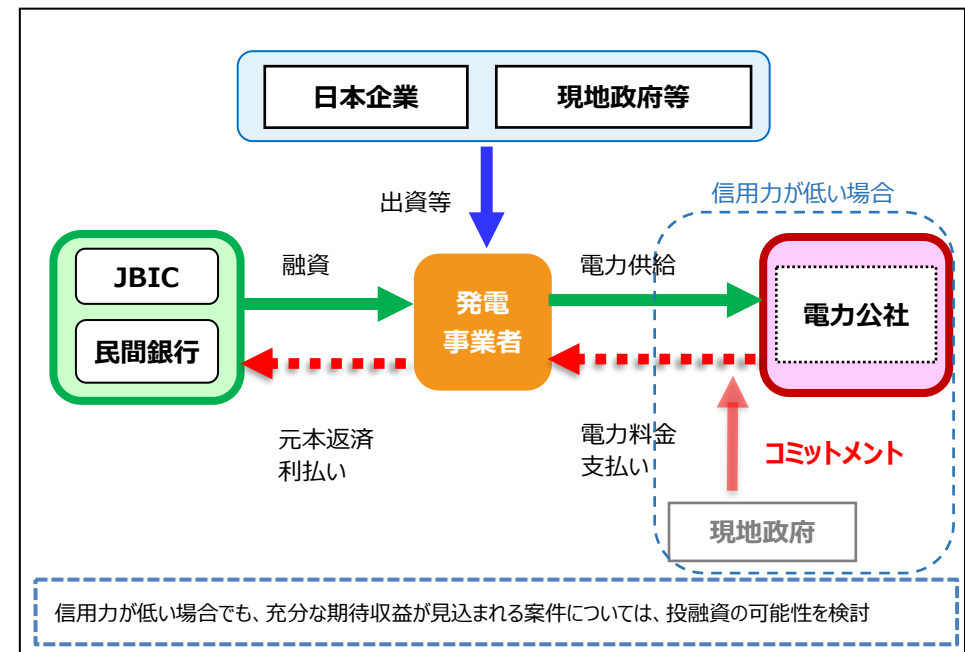 日本企業
現地政府等
出資等
信用力が低い場合
JBIC
民間銀行
融資
発電
事業者
電力供給
電力公社
元本返済
利払い
電力料金
支払い
コミットメント
現地政府
信用力が低い場合でも、充分な期待収益が見込まれる案件については、投融資の可能性を検討